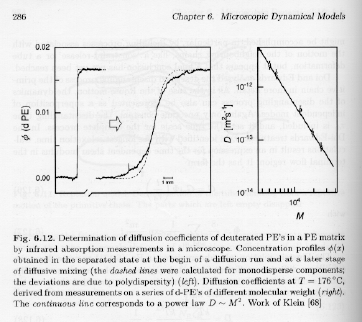 286 Chapter 6. Microscopic Dynamical Models
0.02
0.01
0.00
ϕ (d PE)
1 mm
10-12
10-13
10-14
D [m²s-1]
10⁴
M
Fig. 6.12. Determination of diffusion coefficients of deuterated PE's in a PE matrix
by infrared absorption measurements in a microscope. Concentration profiles ϕ(x)
obtained in the separated state at the begin of a diffusion run and at a later stage
of diffusive mixing (the dashed lines were calculated for monodisperse components;
the deviations are due to polydispersity) (left). Diffusion coefficients at T = 176 °C,
derived from measurements on a series of d-PE's of different molecular weight (right).
The continuous line corresponds to a power law D ~ M². Work of Klein [68]